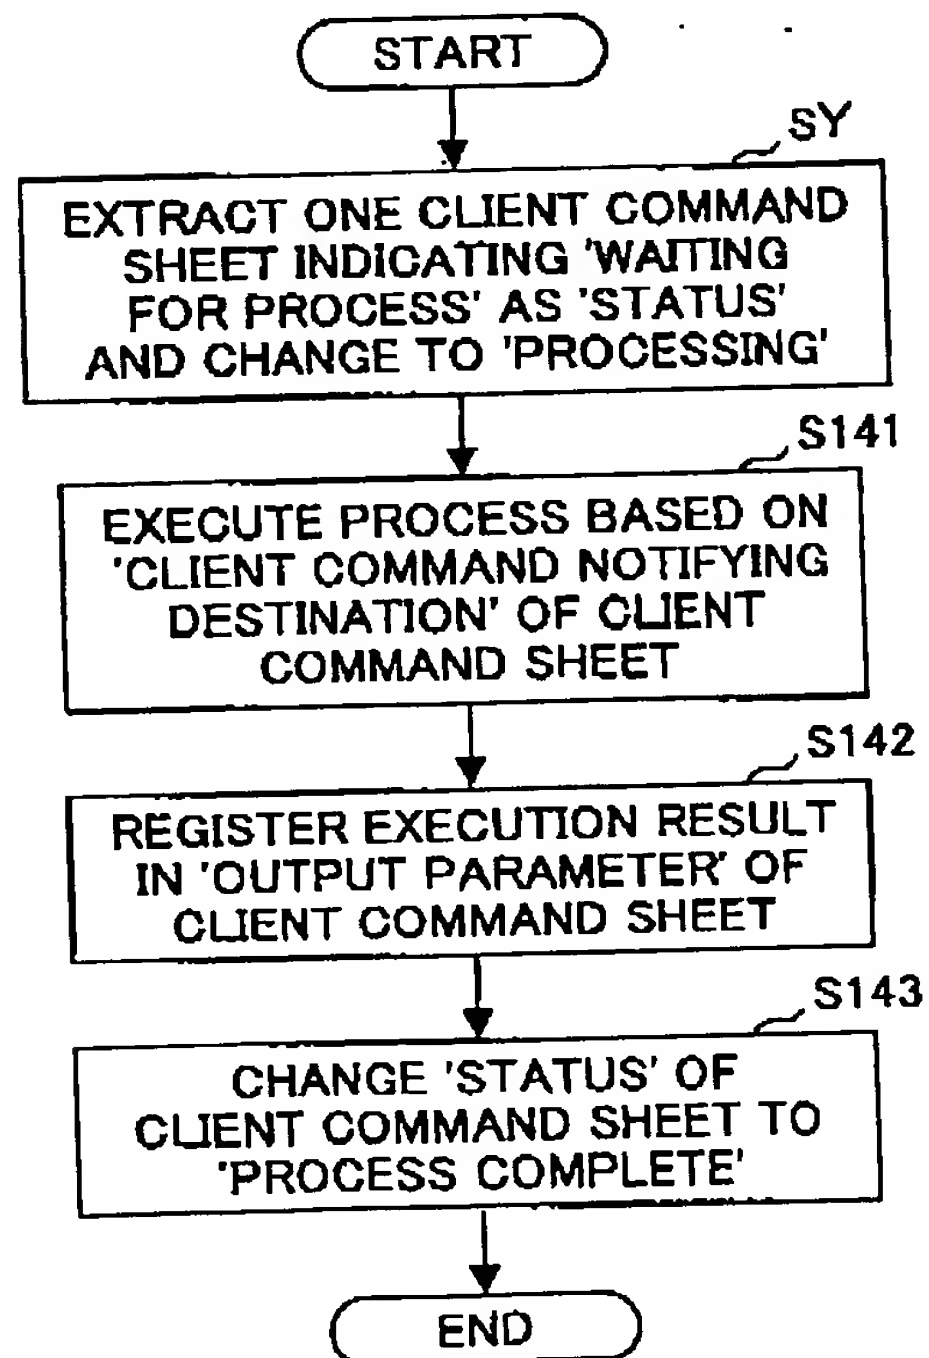 START
SY
EXTRACT ONE CLIENT COMMAND
SHEET INDICATING 'WAITING
FOR PROCESS' AS 'STATUS'
AND CHANGE TO 'PROCESSING'
S141
EXECUTE PROCESS BASED ON
'CLIENT COMMAND NOTIFYING
DESTINATION' OF CLIENT
COMMAND SHEET
S142
REGISTER EXECUTION RESULT
IN 'OUTPUT PARAMETER' OF
CLIENT COMMAND SHEET
S143
CHANGE 'STATUS' OF
CLIENT COMMAND SHEET TO
'PROCESS COMPLETE'
END